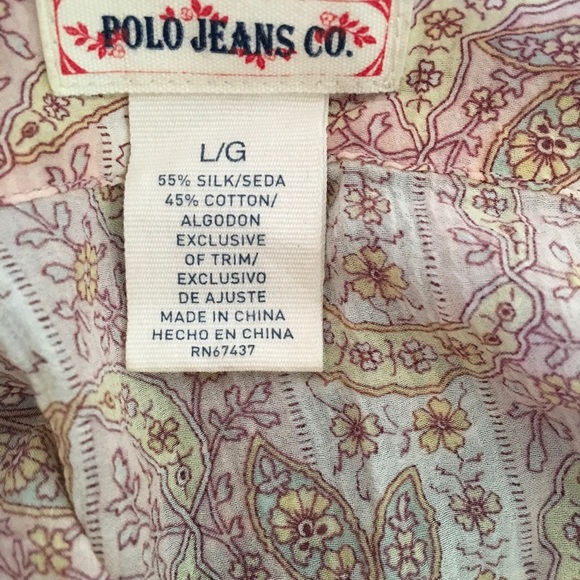 POLO JEANS CO.
L/G
55% SILK/SEDA
45% COTTON/
ALGODON
EXCLUSIVE
OF TRIM/
EXCLUSIVO
DE AJUSTE
MADE IN CHINA
HECHO EN CHINA
RN67437